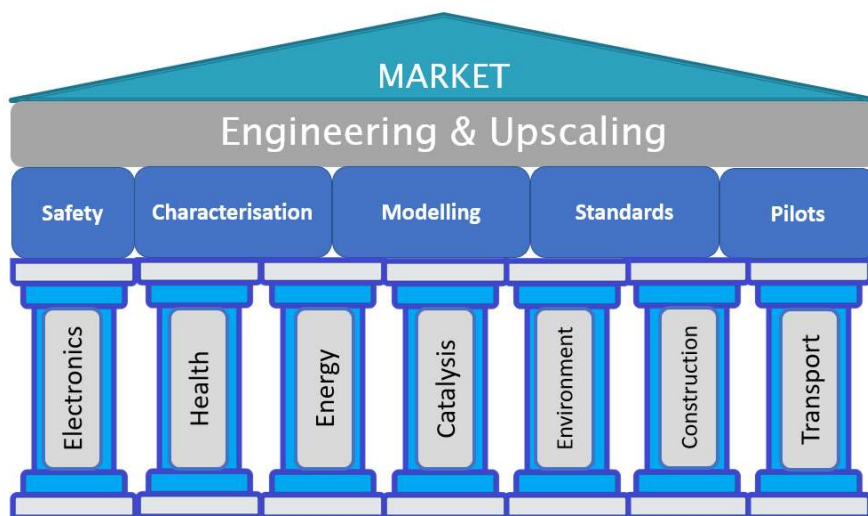 MARKET
Engineering & Upscaling
Safety
Characterisation
Modelling
Standards
Pilots
Electronics
Health
Energy
Catalysis
Environment
Construction
Transport